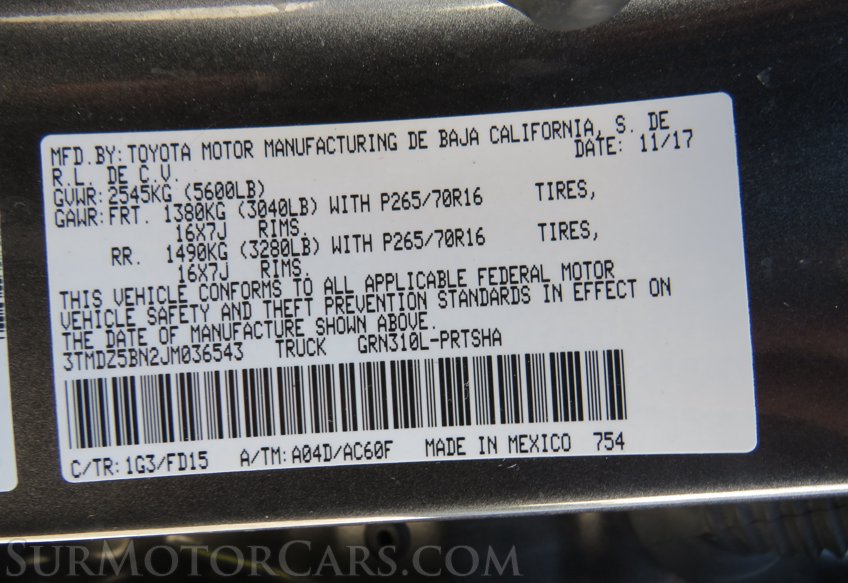 MFD.BY:TOYOTA MOTOR MANUFACTURING DE BAJA CALIFORNIA, S. DE
R.L. DE C.V. DATE: 11/17
GVWR:2545KG (5600LB)
GAWR:FRT. 1380KG (3040LB) WITH P265/70R16 TIRES,
16X7J RIMS.
RR. 1490KG (3280LB) WITH P265/70R16 TIRES,
16X7J RIMS.
THIS VEHICLE CONFORMS TO ALL APPLICABLE FEDERAL MOTOR
VEHICLE SAFETY AND THEFT PREVENTION STANDARDS IN EFFECT ON
THE DATE OF MANUFACTURE SHOWN ABOVE.
3TMDZ5BN2JM036543 TRUCK GRN310L-PRTSHA
C/TR:1G3/FD15 A/TM:A04D/AC60F MADE IN MEXICO 754
SurMotorCars.com